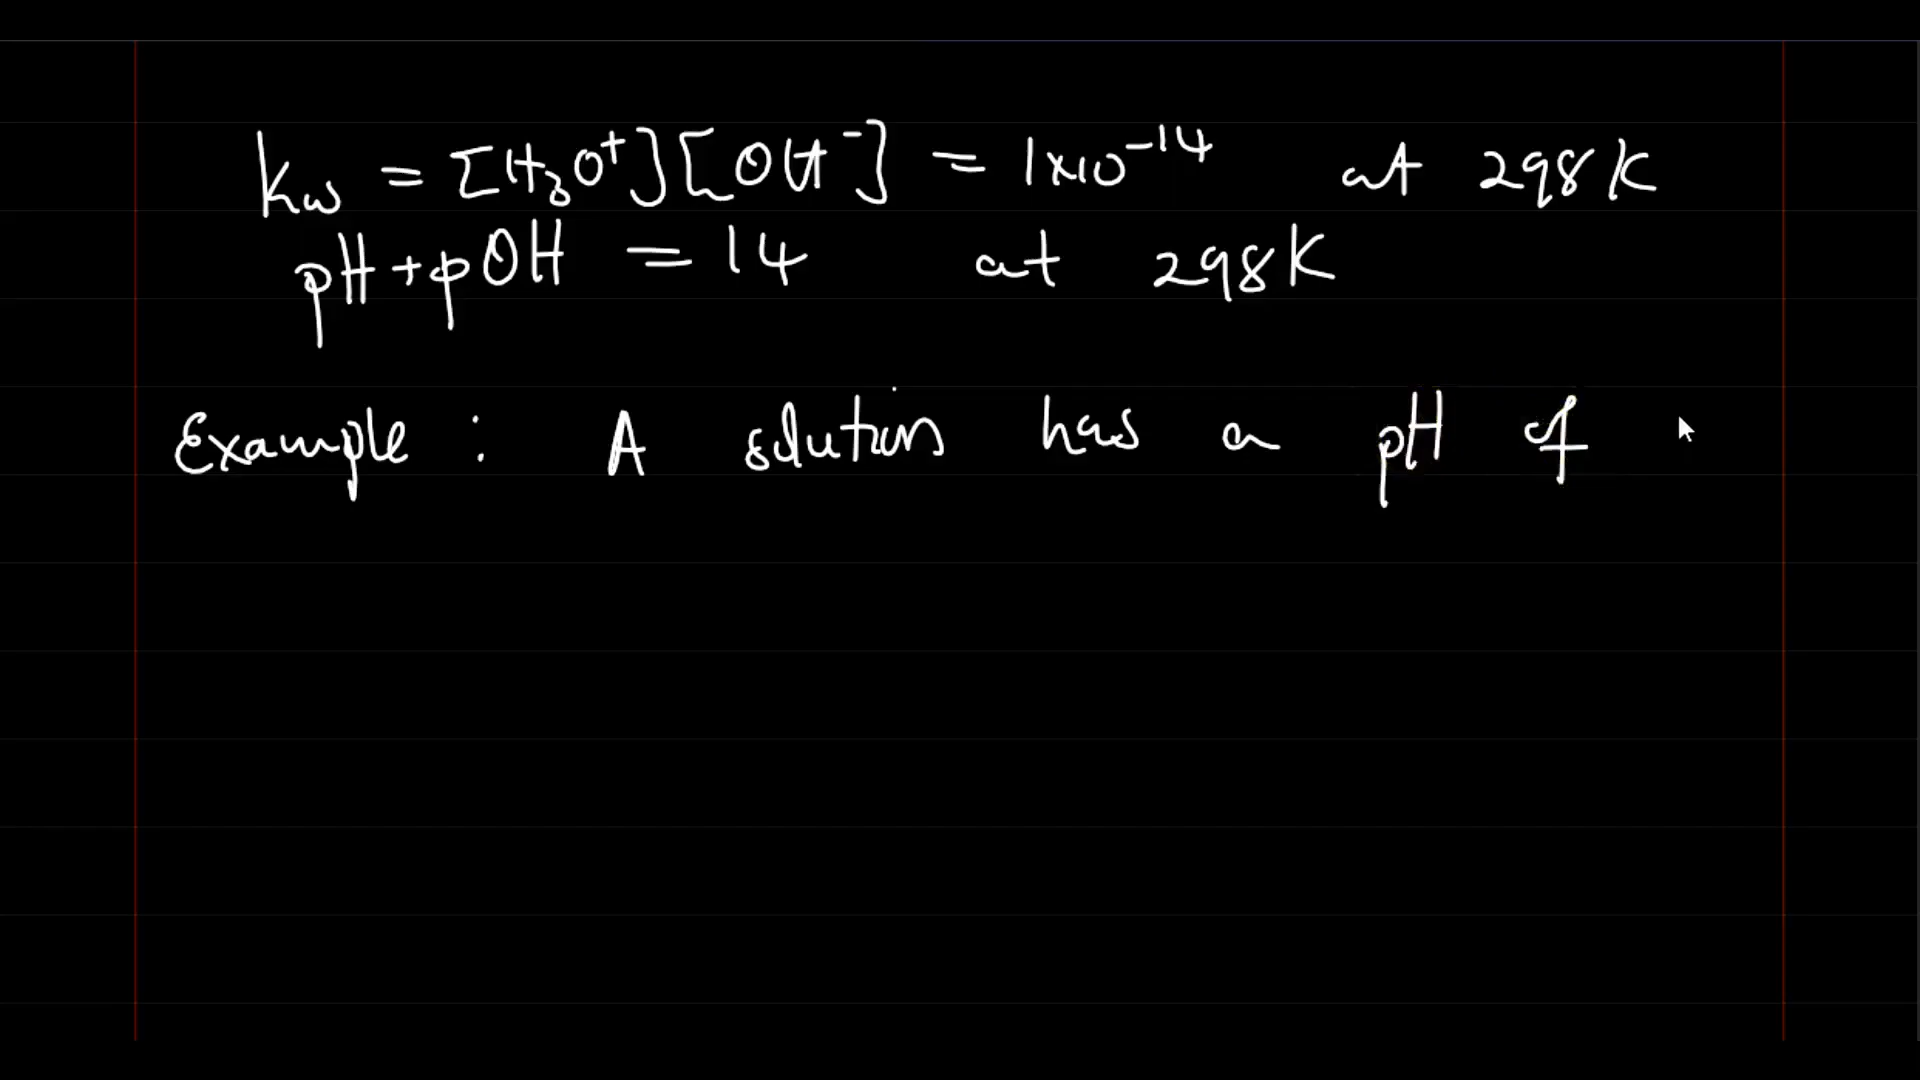 Kw = [H₃O⁺][OH⁻] = 1x10⁻¹⁴ at 298K
pH + pOH = 14 at 298K
Example : A solution has a pH of